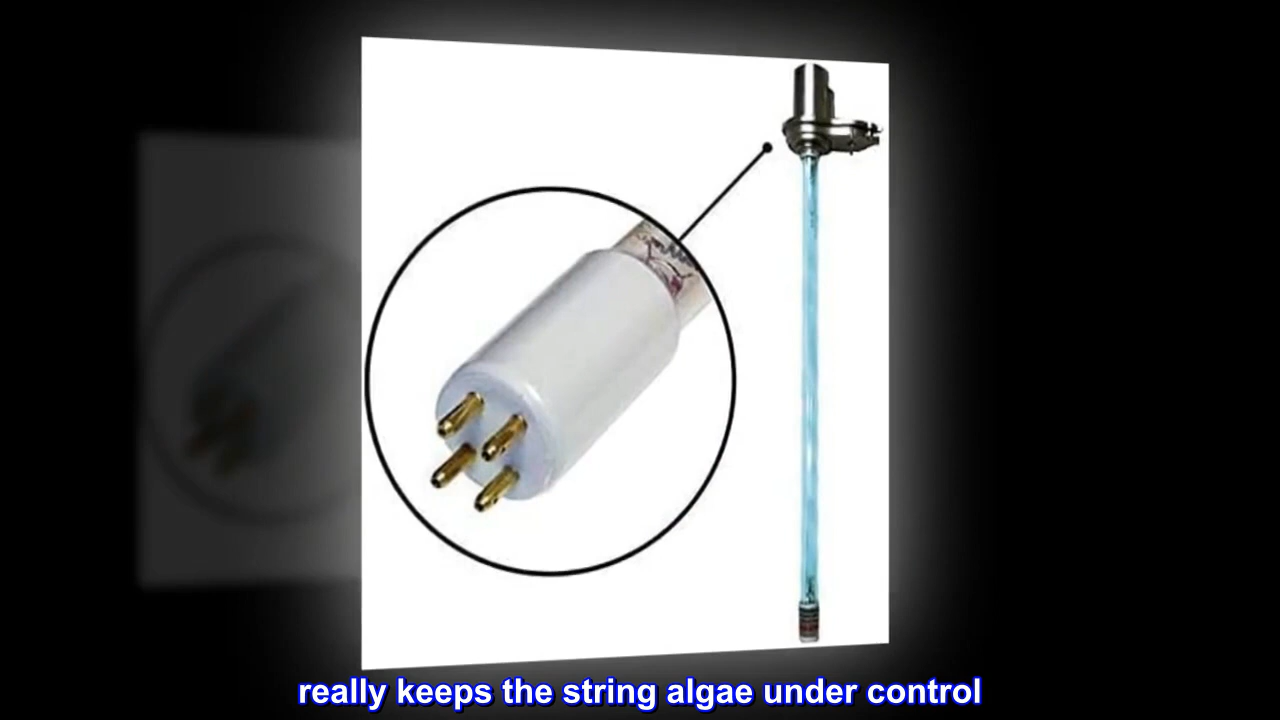 really keeps the string algae under control